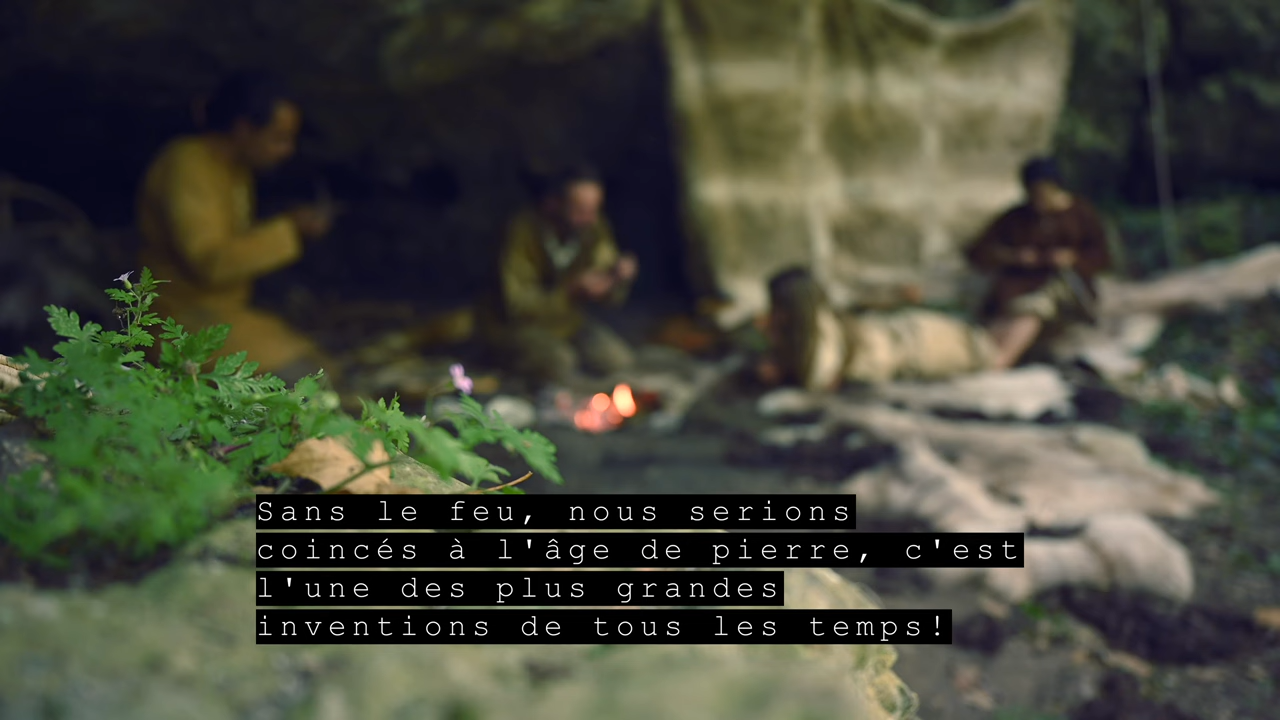 Sans le feu, nous serions
coincés à l'âge de pierre, c'est
l'une des plus grandes
inventions de tous les temps!